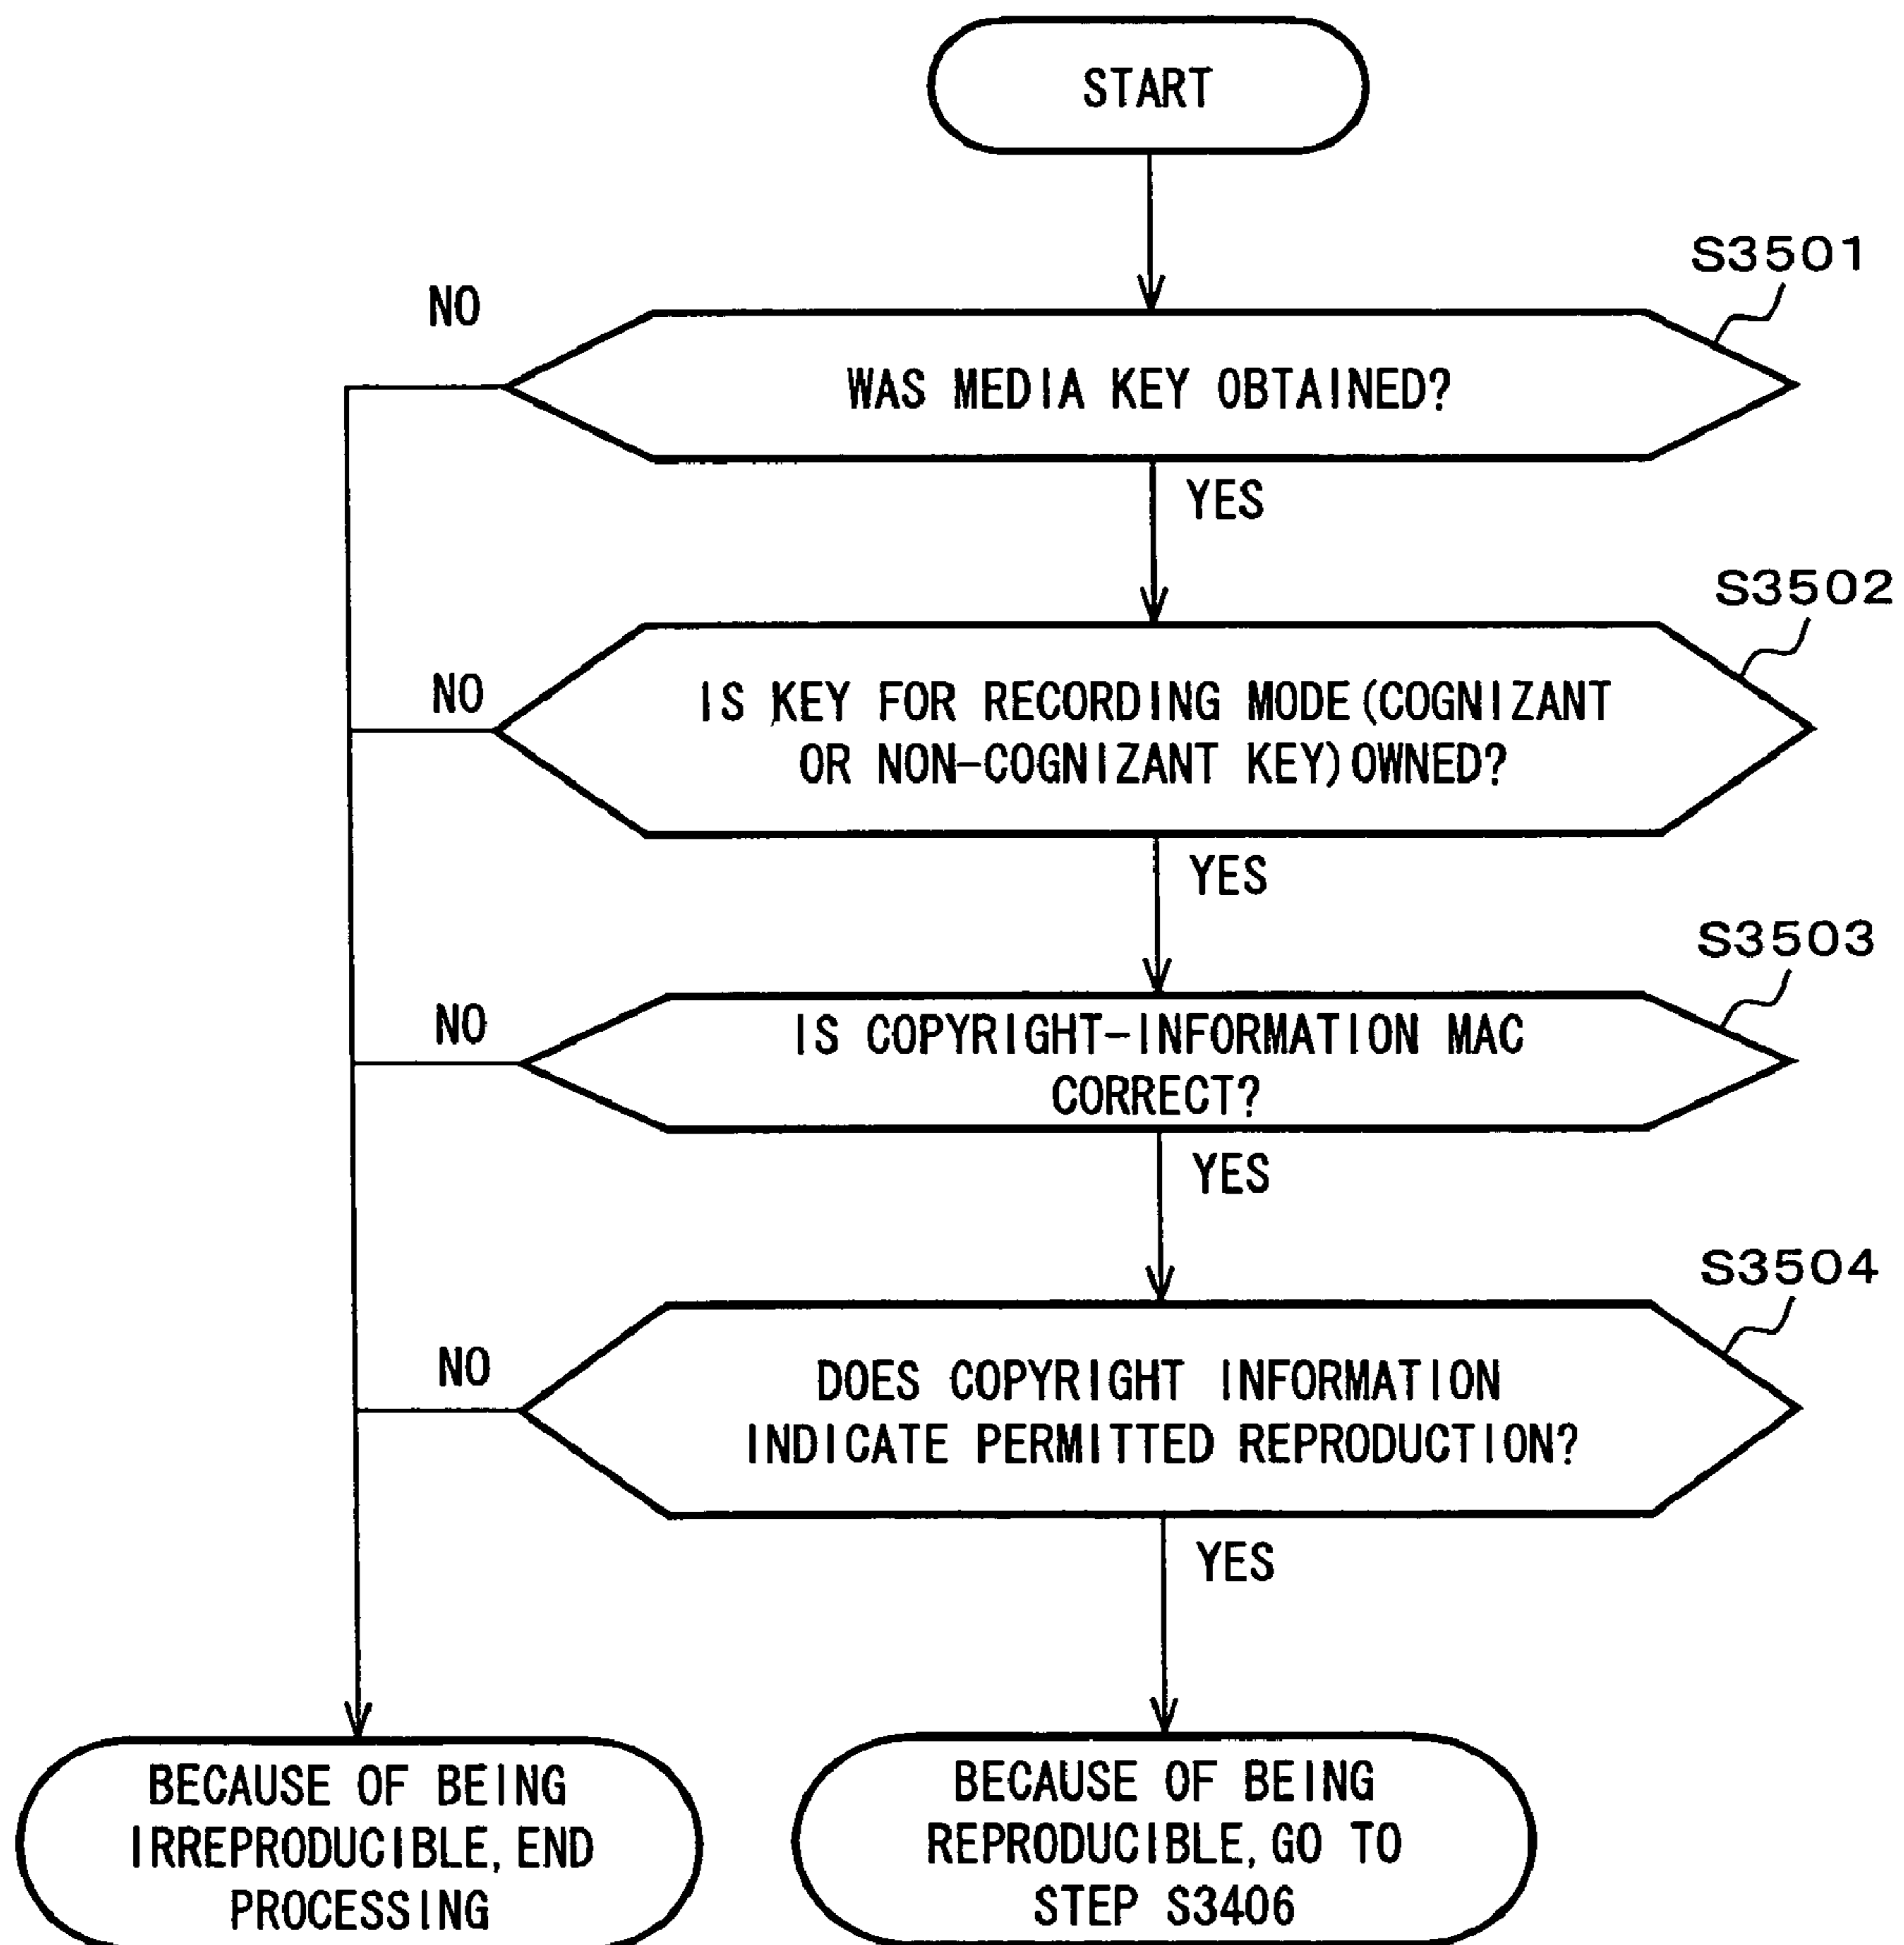 START
S3501
NO
WAS MEDIA KEY OBTAINED?
YES
S3502
NO
IS KEY FOR RECORDING MODE(COGNIZANT
OR NON-COGNIZANT KEY)OWNED?
YES
S3503
NO
IS COPYRIGHT-INFORMATION MAC
CORRECT?
YES
S3504
NO
DOES COPYRIGHT INFORMATION
INDICATE PERMITTED REPRODUCTION?
YES
BECAUSE OF BEING
IRREPRODUCIBLE, END
PROCESSING
BECAUSE OF BEING
REPRODUCIBLE, GO TO
STEP S3406